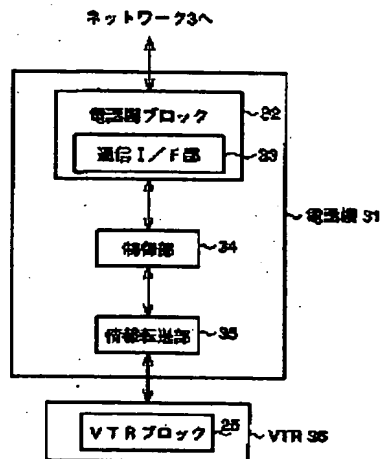 ネットワーク3へ
電話機ブロック
22
通信I/F部
33
電話機 31
制御部
34
情報転送部
35
VTRブロック
25
VTR 36